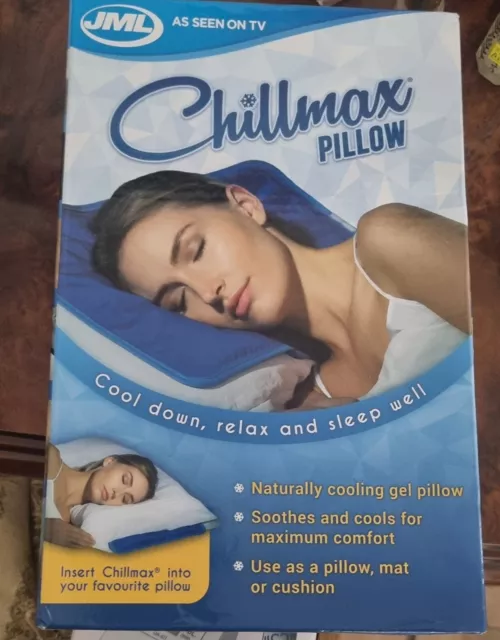 JML
AS SEEN ON TV
Chillmax®
PILLOW
Cool down, relax and sleep well
Naturally cooling gel pillow
Soothes and cools for
maximum comfort
Use as a pillow, mat
or cushion
Insert Chillmax® into
your favourite pillow